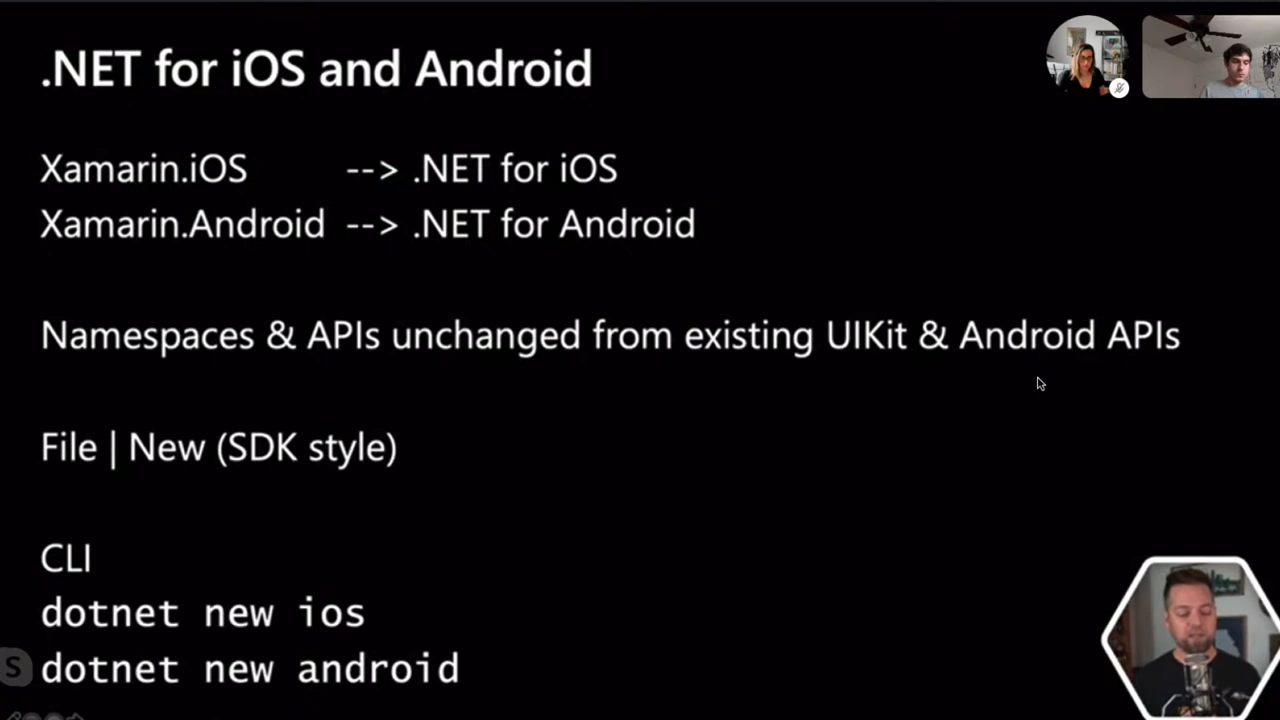 .NET for iOS and Android
Xamarin.iOS --> .NET for iOS
Xamarin.Android --> .NET for Android
Namespaces & APIs unchanged from existing UIKit & Android APIs
File | New (SDK style)
CLI
dotnet new ios
S
dotnet new android